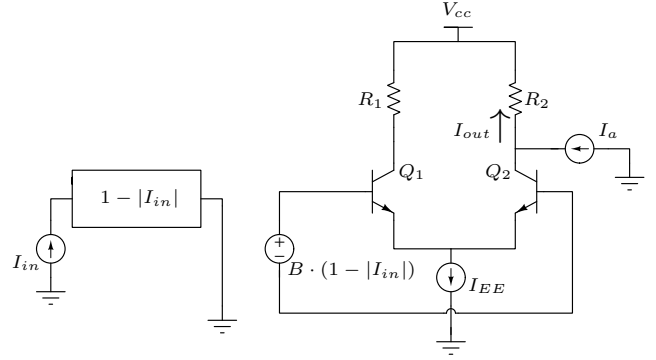 V_{cc}
R_1
R_2
I_{out}
I_a
Q_1
Q_2
1 − |I_{in}|
I_{in}
+
−
B · (1 − |I_{in}|)
I_{EE}